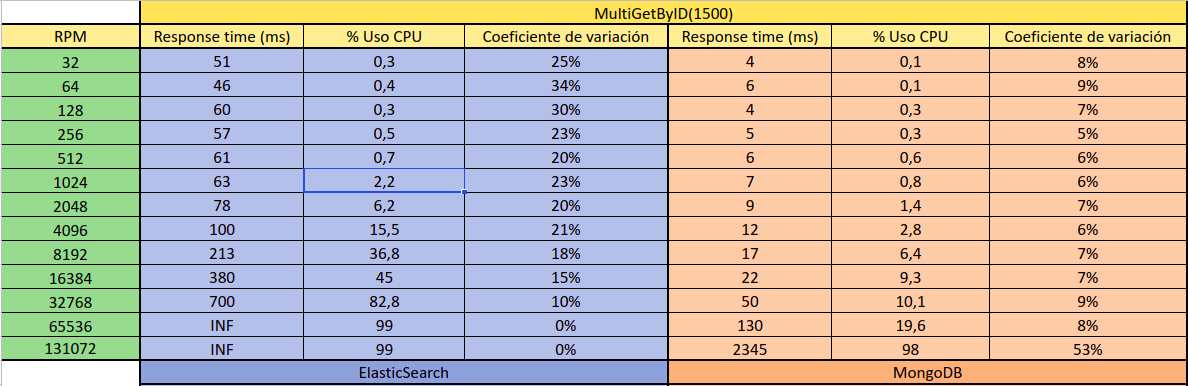 MultiGetByID(1500)
RPM Response time (ms) % Uso CPU Coeficiente de variación Response time (ms) % Uso CPU Coeficiente de variación
32 51 0,3 25% 4 0,1 8%
64 46 0,4 34% 6 0,1 9%
128 60 0,3 30% 4 0,3 7%
256 57 0,5 23% 5 0,3 5%
512 61 0,7 20% 6 0,6 6%
1024 63 2,2 23% 7 0,8 6%
2048 78 6,2 20% 9 1,4 7%
4096 100 15,5 21% 12 2,8 6%
8192 213 36,8 18% 17 6,4 7%
16384 380 45 15% 22 9,3 7%
32768 700 82,8 10% 50 10,1 9%
65536 INF 99 0% 130 19,6 8%
131072 INF 99 0% 2345 98 53%
ElasticSearch MongoDB